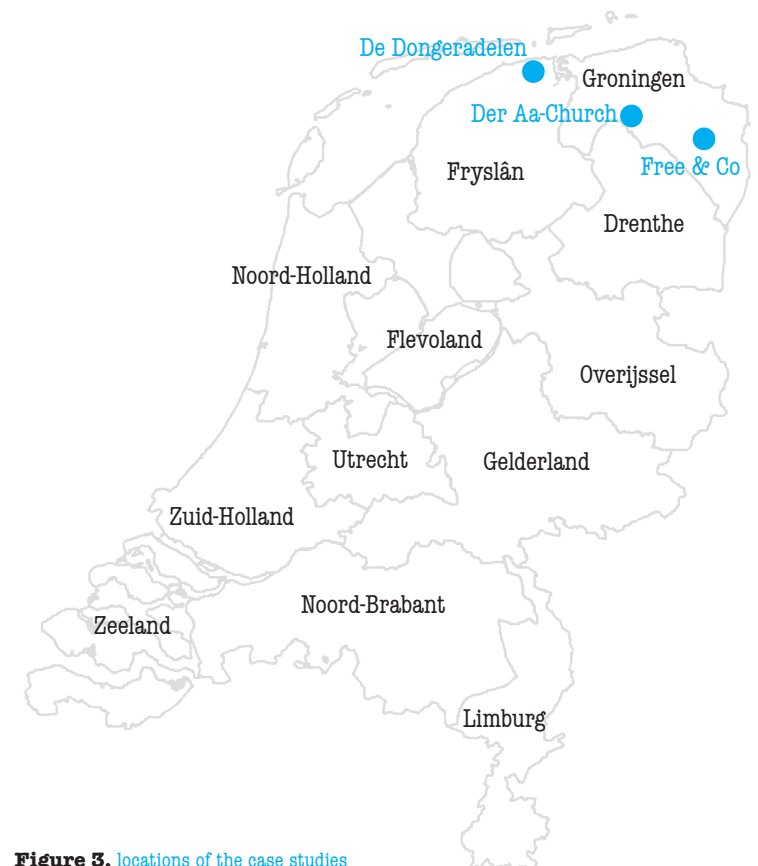 De Dongeradelen
Groningen
Der Aa-Church
Free & Co
Fryslân
Drenthe
Noord-Holland
Flevoland
Overijssel
Utrecht
Gelderland
Zuid-Holland
Noord-Brabant
Zeeland
Limburg
Figure 3. locations of the case studies